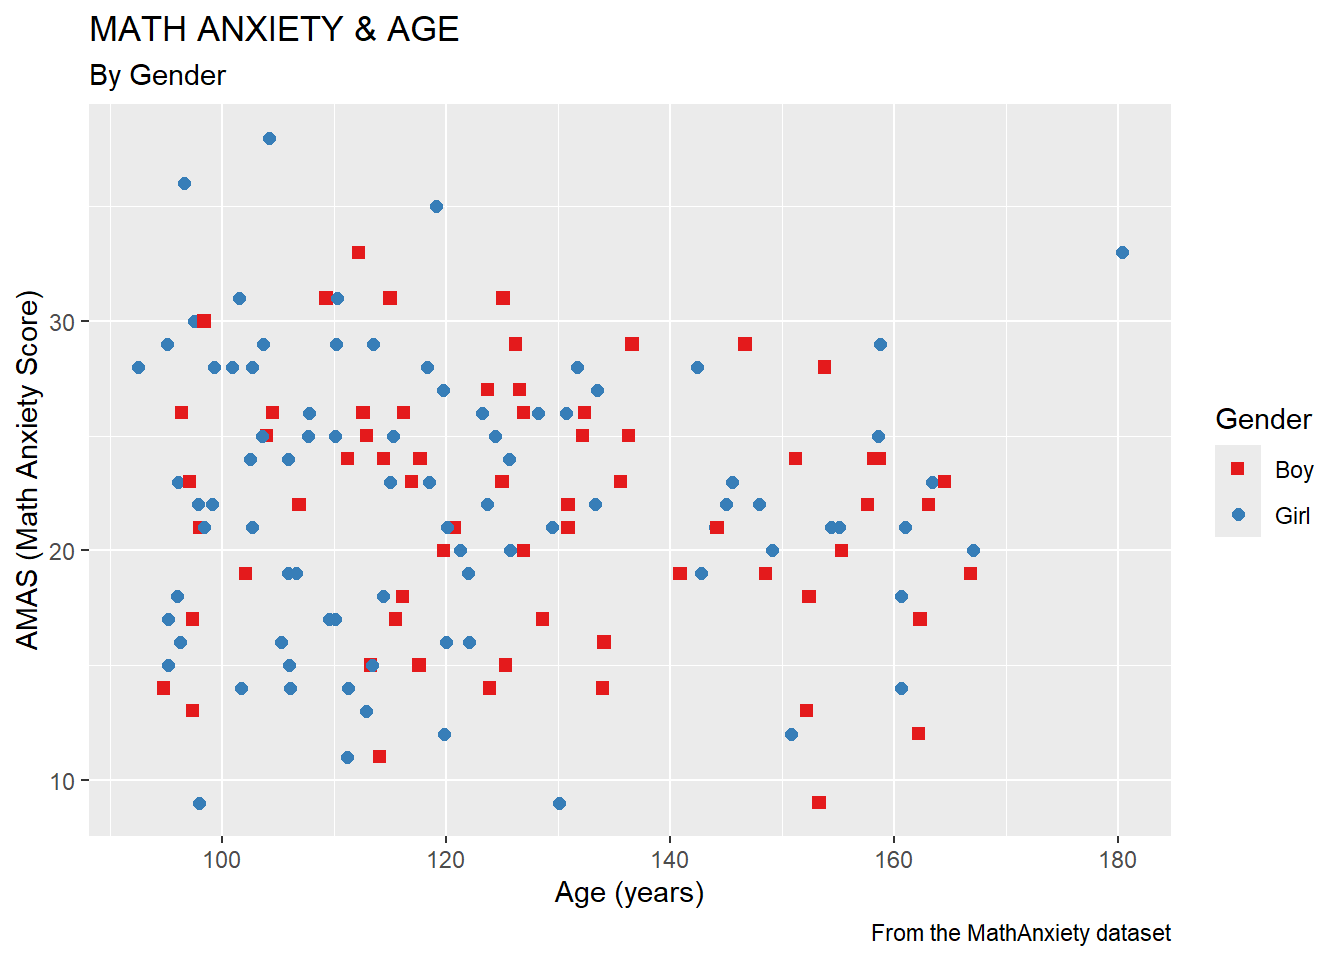 MATH ANXIETY & AGE
By Gender
AMAS (Math Anxiety Score)
30
20
10
100
120
140
160
180
Age (years)
Gender
Boy
Girl
From the MathAnxiety dataset